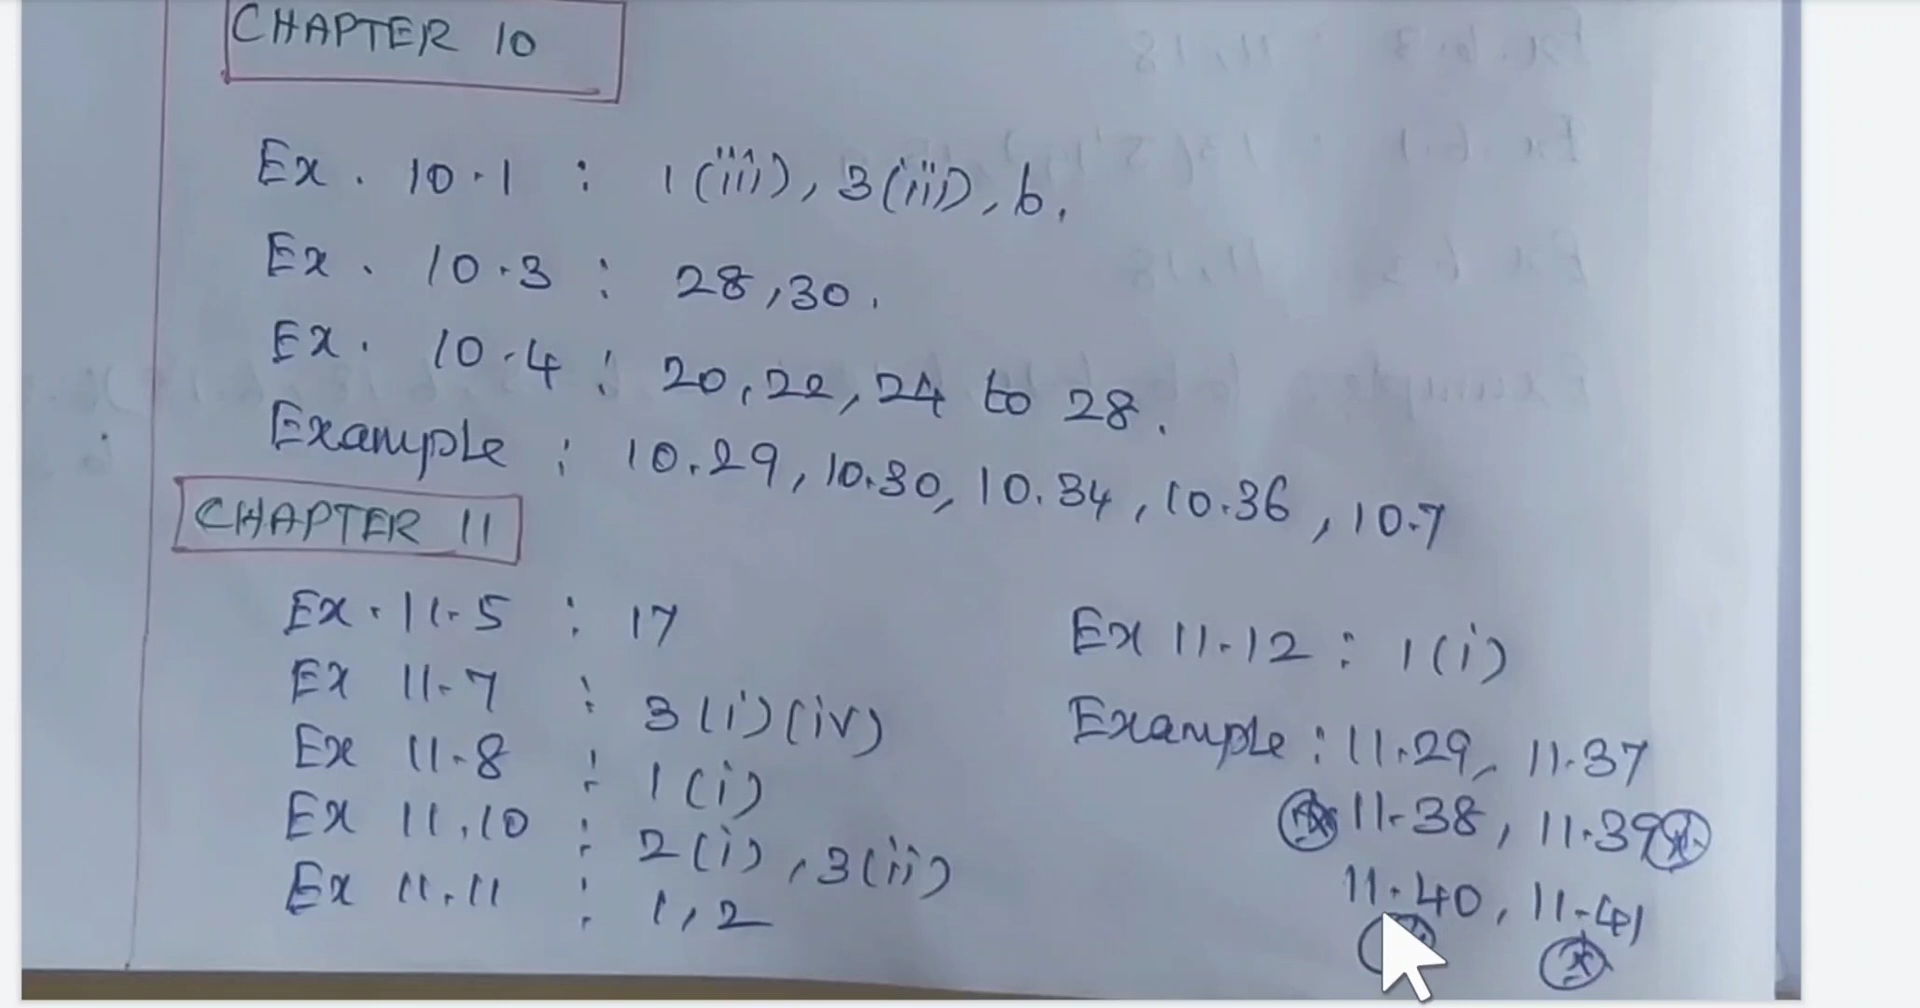 CHAPTER 10
Ex. 10.1 : 1(iii), 3(iii), 6.
Ex. 10.3 : 28, 30.
Ex. 10.4 : 20, 22, 24 to 28.
Example : 10.29, 10.30, 10.34, 10.36, 10.7
CHAPTER 11
Ex. 11.5 : 17
Ex 11.7 : 3(i)(iv)
Ex 11.8 : 1(i)
Ex 11.10 : 2(i), 3(ii)
Ex 11.11 : 1, 2
Ex 11.12 : 1(i)
Example : 11.29, 11.37
11.38, 11.39
11.40, 11.41